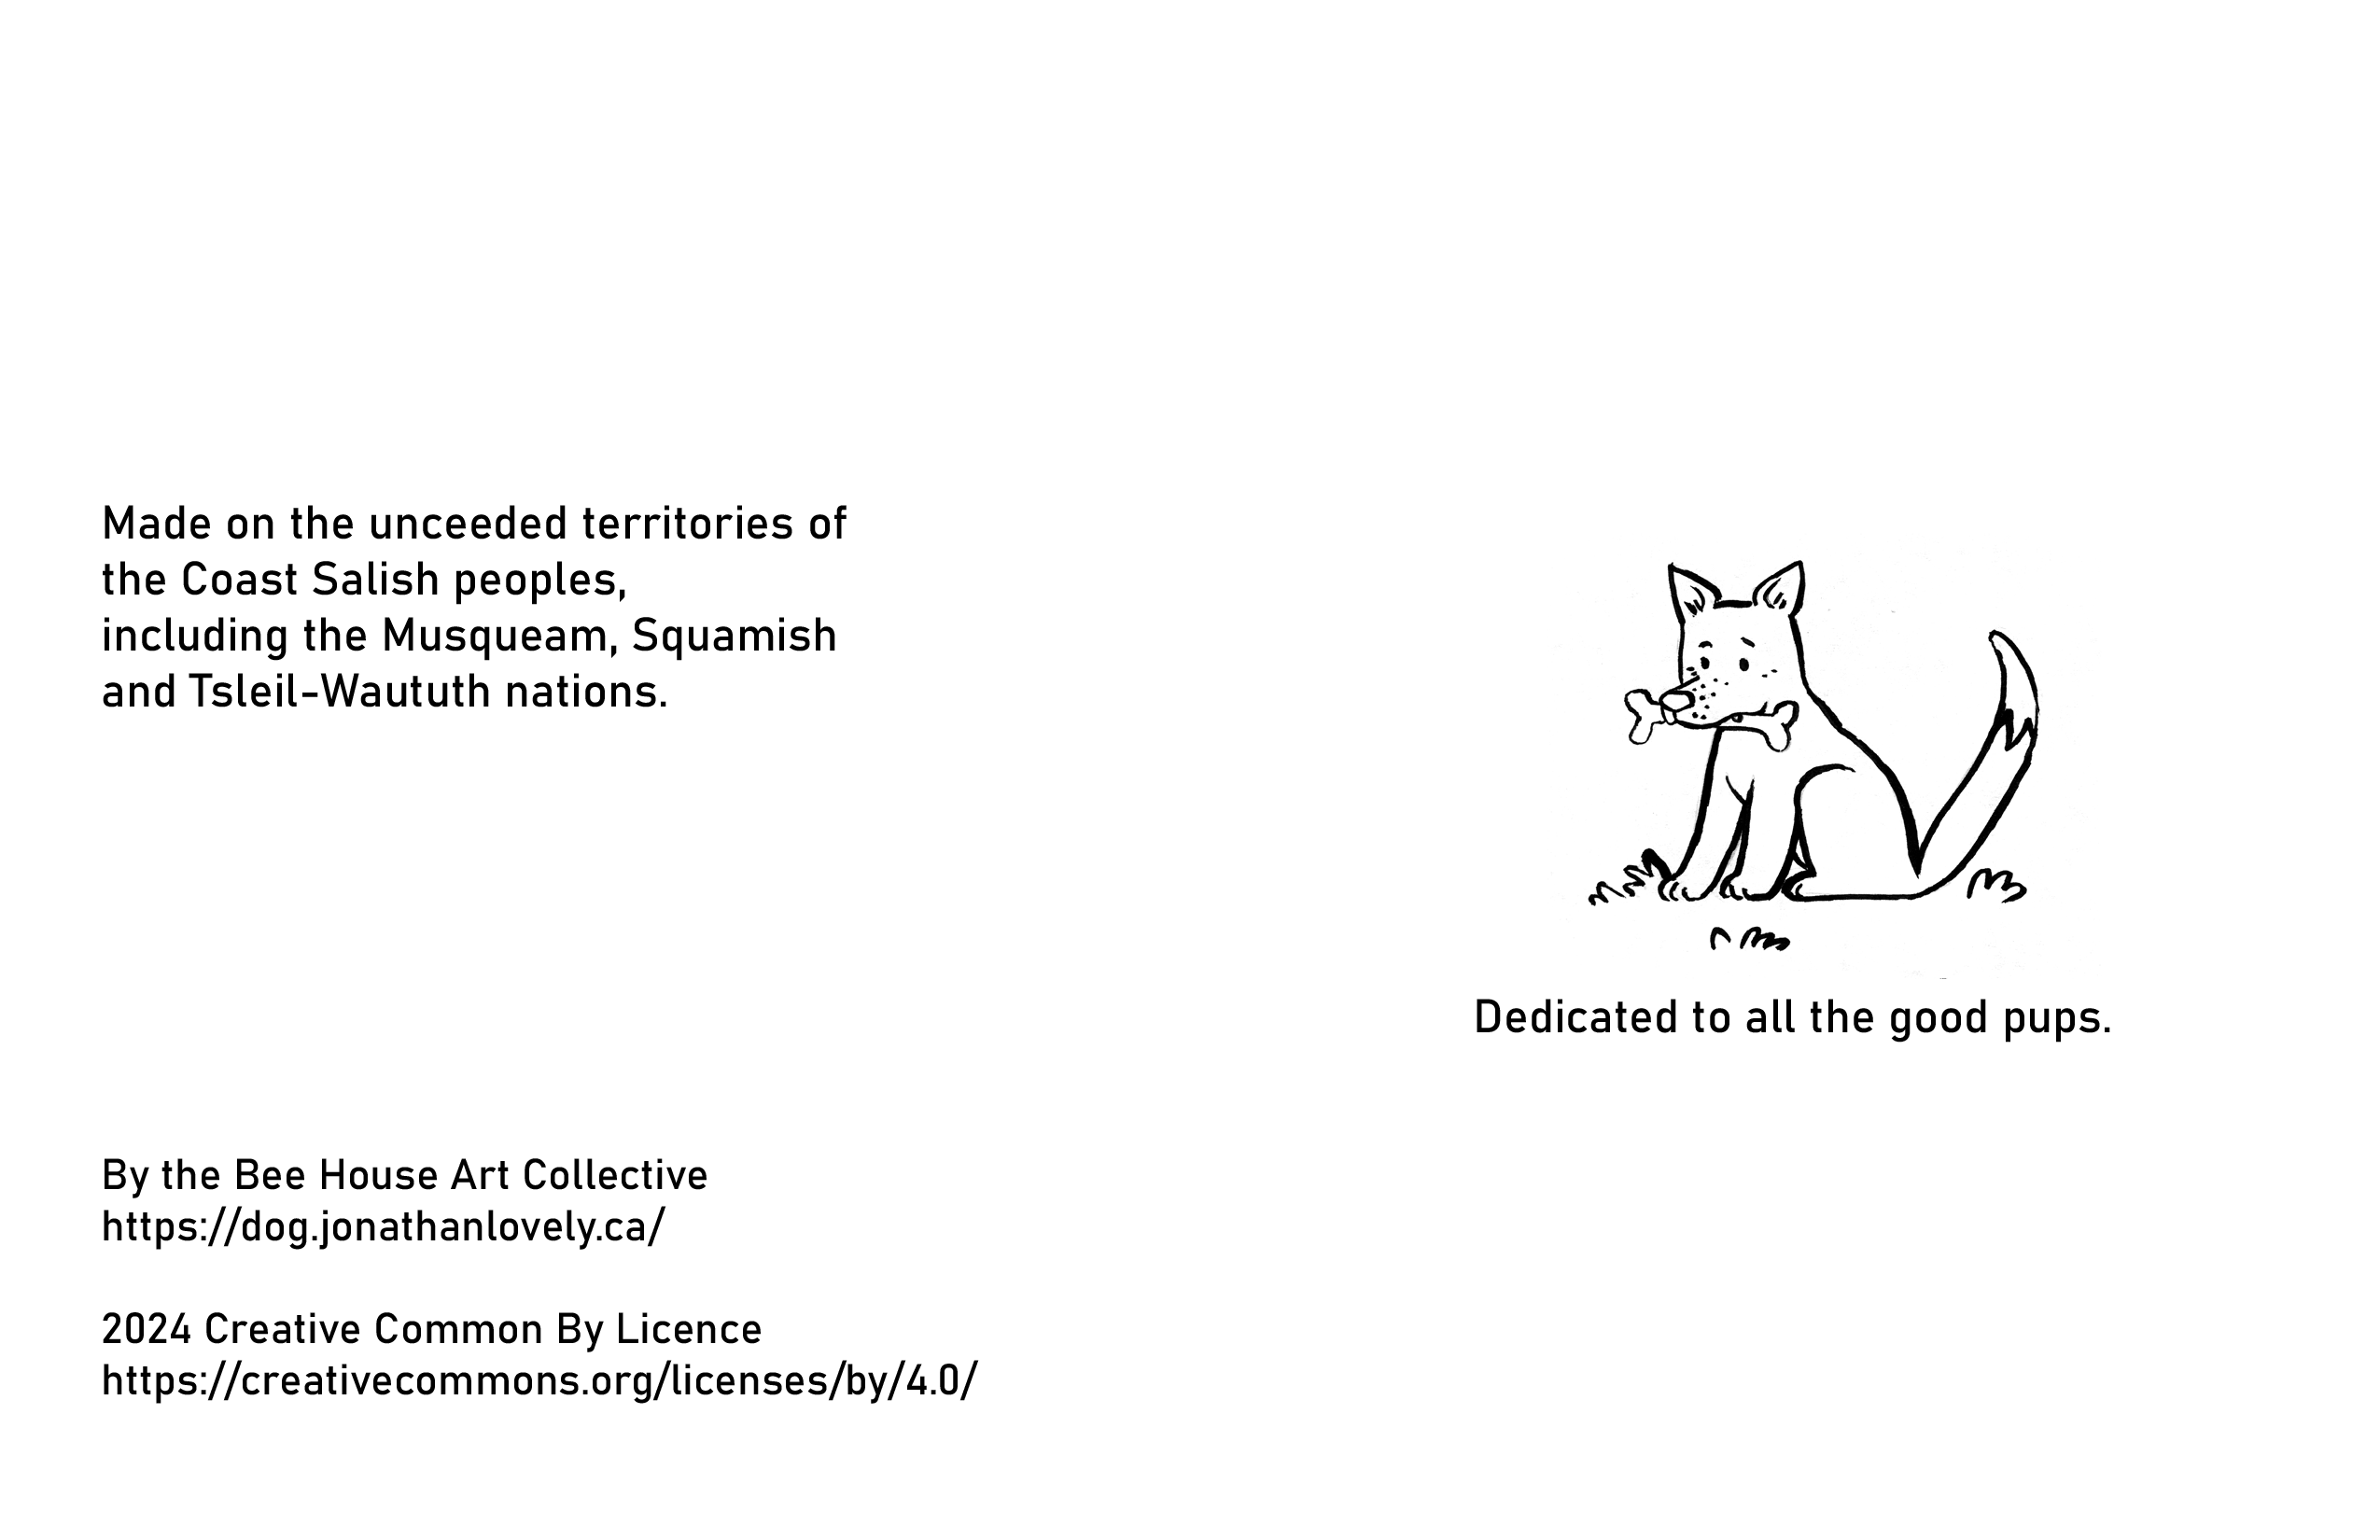 Made on the unceeded territories of
the Coast Salish peoples,
including the Musqueam, Squamish
and Tsleil-Waututh nations.
By the Bee House Art Collective
https://dog.jonathanlovely.ca/
2024 Creative Common By Licence
https://creativecommons.org/licenses/by/4.0/
Dedicated to all the good pups.